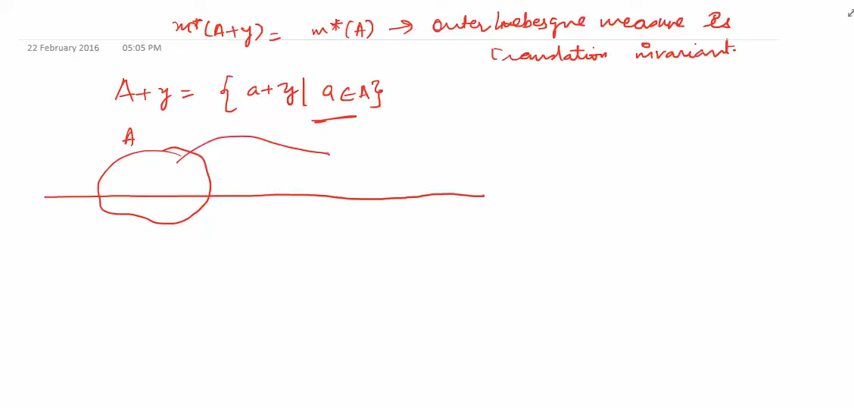 m*(A+y) = m*(A) → outer Lebesgue measure is
translation invariant.
22 February 2016 05:05 PM
A+y = { a+y | a∈A}
A